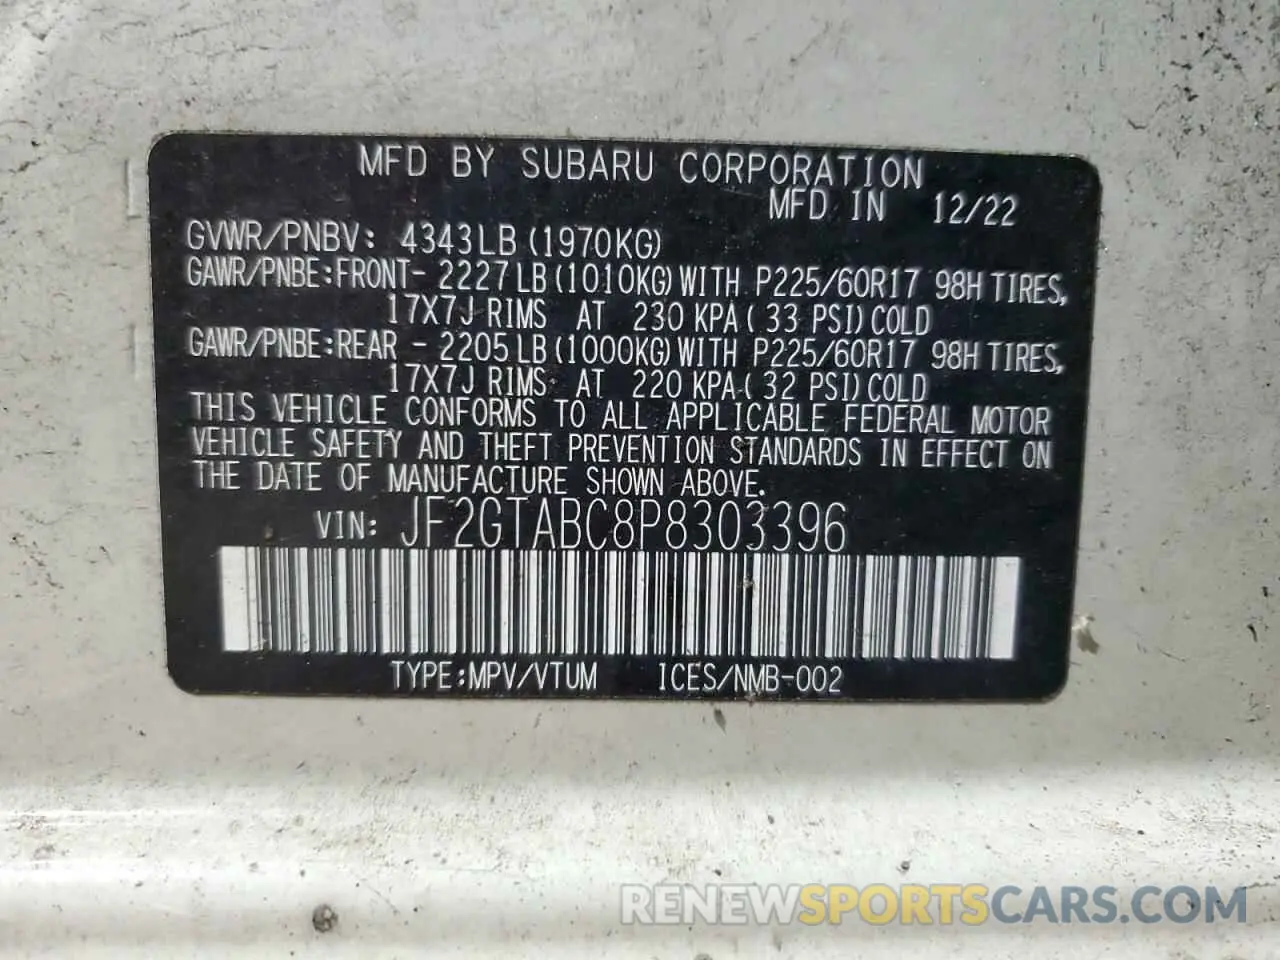 MFD BY SUBARU CORPORATION
MFD IN 12/22
GVWR/PNBV: 4343LB (1970KG)
GAWR/PNBE:FRONT- 2227LB (1010KG) WITH P225/60R17 98H TIRES,
17X7J RIMS AT 230 KPA( 33 PSI) COLD
GAWR/PNBE:REAR - 2205LB (1000KG) WITH P225/60R17 98H TIRES,
17X7J RIMS AT 220 KPA( 32 PSI) COLD
THIS VEHICLE CONFORMS TO ALL APPLICABLE FEDERAL MOTOR
VEHICLE SAFETY AND THEFT PREVENTION STANDARDS IN EFFECT ON
THE DATE OF MANUFACTURE SHOWN ABOVE.
VIN: JF2GTABC8P8303396
TYPE:MPV/VTUM ICES/NMB-002
RENEWSPORTSCARS.COM